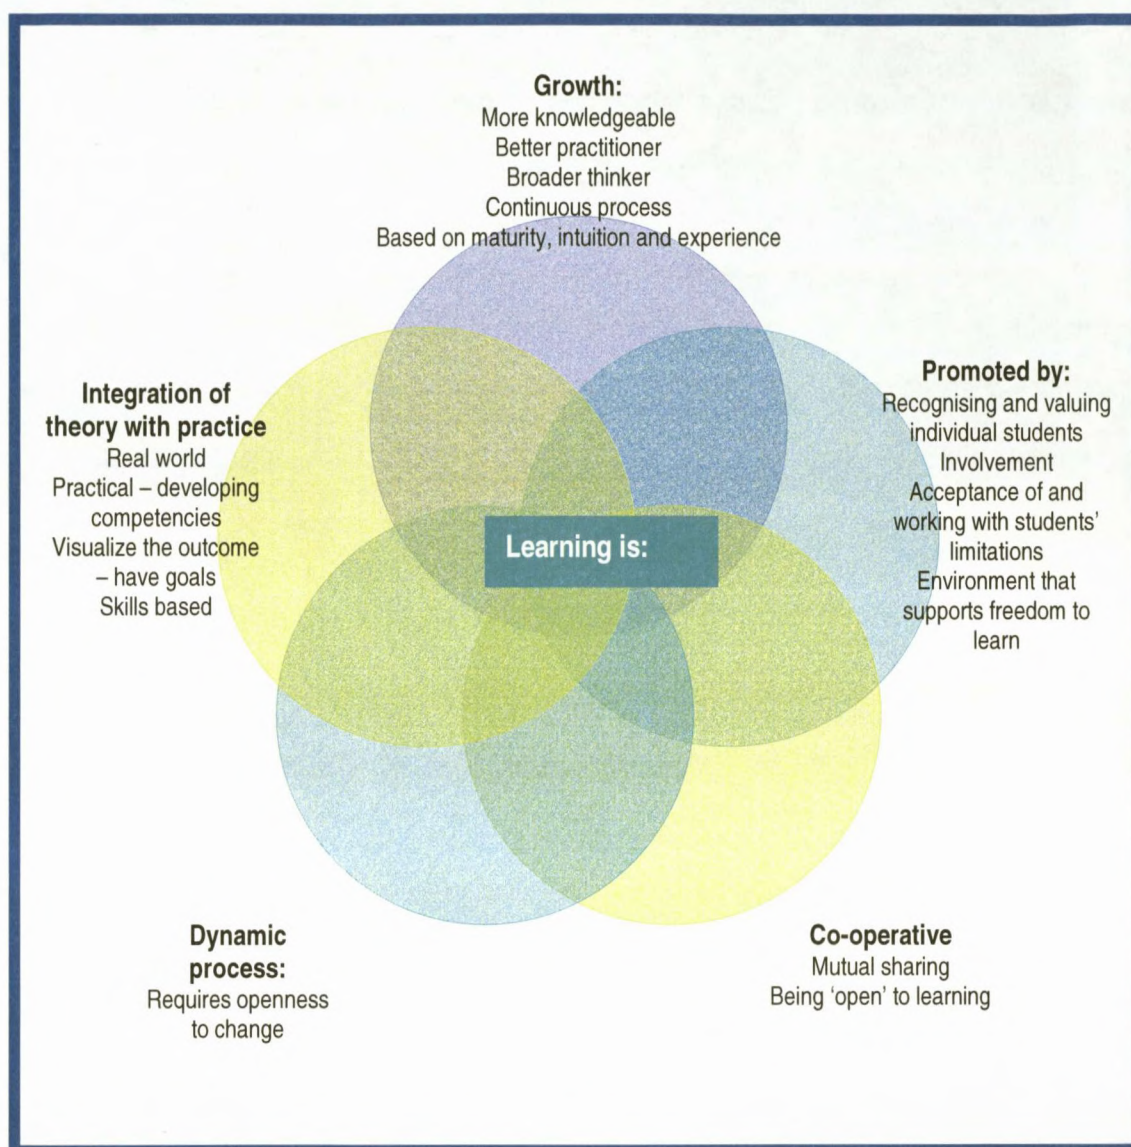 Growth:
More knowledgeable
Better practitioner
Broader thinker
Continuous process
Based on maturity, intuition and experience
Integration of
theory with practice
Real world
Practical – developing
competencies
Visualize the outcome
– have goals
Skills based
Promoted by:
Recognising and valuing
individual students
Involvement
Acceptance of and
working with students’
limitations
Environment that
supports freedom to
learn
Learning is:
Dynamic
process:
Requires openness
to change
Co-operative
Mutual sharing
Being ‘open’ to learning